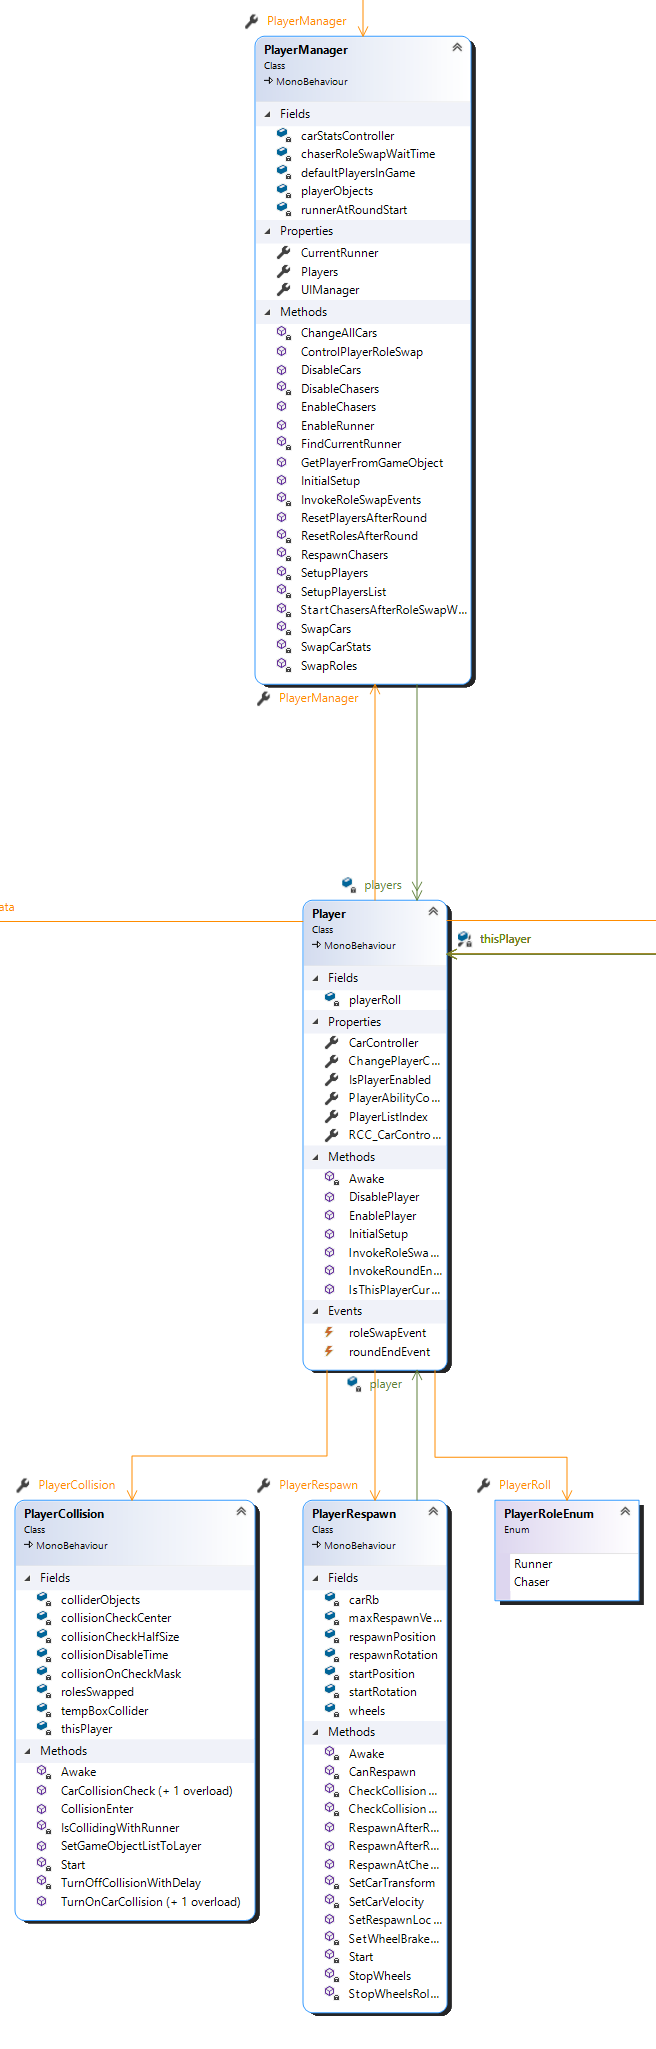 PlayerManager
PlayerManager
Class
MonoBehaviour
Fields
carStatsController
chaserRoleSwapWaitTime
defaultPlayersInGame
playerObjects
runnerAtRoundStart
Properties
CurrentRunner
Players
UIManager
Methods
ChangeAllCars
ControlPlayerRoleSwap
DisableCars
DisableChasers
EnableChasers
EnableRunner
FindCurrentRunner
GetPlayerFromGameObject
InitialSetup
InvokeRoleSwapEvents
ResetPlayersAfterRound
ResetRolesAfterRound
RespawnChasers
SetupPlayers
SetupPlayersList
StartChasersAfterRoleSwapW...
SwapCars
SwapCarStats
SwapRoles
PlayerManager
players
ata
Player
Class
MonoBehaviour
thisPlayer
Fields
playerRoll
Properties
CarController
ChangePlayerC...
IsPlayerEnabled
PlayerAbilityCo...
PlayerListIndex
RCC_CarContro...
Methods
Awake
DisablePlayer
EnablePlayer
InitialSetup
InvokeRoleSwa...
InvokeRoundEn...
IsThisPlayerCur...
Events
roleSwapEvent
roundEndEvent
player
PlayerCollision
PlayerCollision
Class
MonoBehaviour
Fields
colliderObjects
collisionCheckCenter
collisionCheckHalfSize
collisionDisableTime
collisionOnCheckMask
rolesSwapped
tempBoxCollider
thisPlayer
Methods
Awake
CarCollisionCheck (+ 1 overload)
CollisionEnter
IsCollidingWithRunner
SetGameObjectListToLayer
Start
TurnOffCollisionWithDelay
TurnOnCarCollision (+ 1 overload)
PlayerRespawn
PlayerRespawn
Class
MonoBehaviour
Fields
carRb
maxRespawnVe...
respawnPosition
respawnRotation
startPosition
startRotation
wheels
Methods
Awake
CanRespawn
CheckCollision ...
CheckCollision ...
RespawnAfterR...
RespawnAfterR...
RespawnAtChe...
SetCarTransform
SetCarVelocity
SetRespawnLoc...
SetWheelBrake...
Start
StopWheels
StopWheelsRol...
PlayerRoll
PlayerRoleEnum
Enum
Runner
Chaser